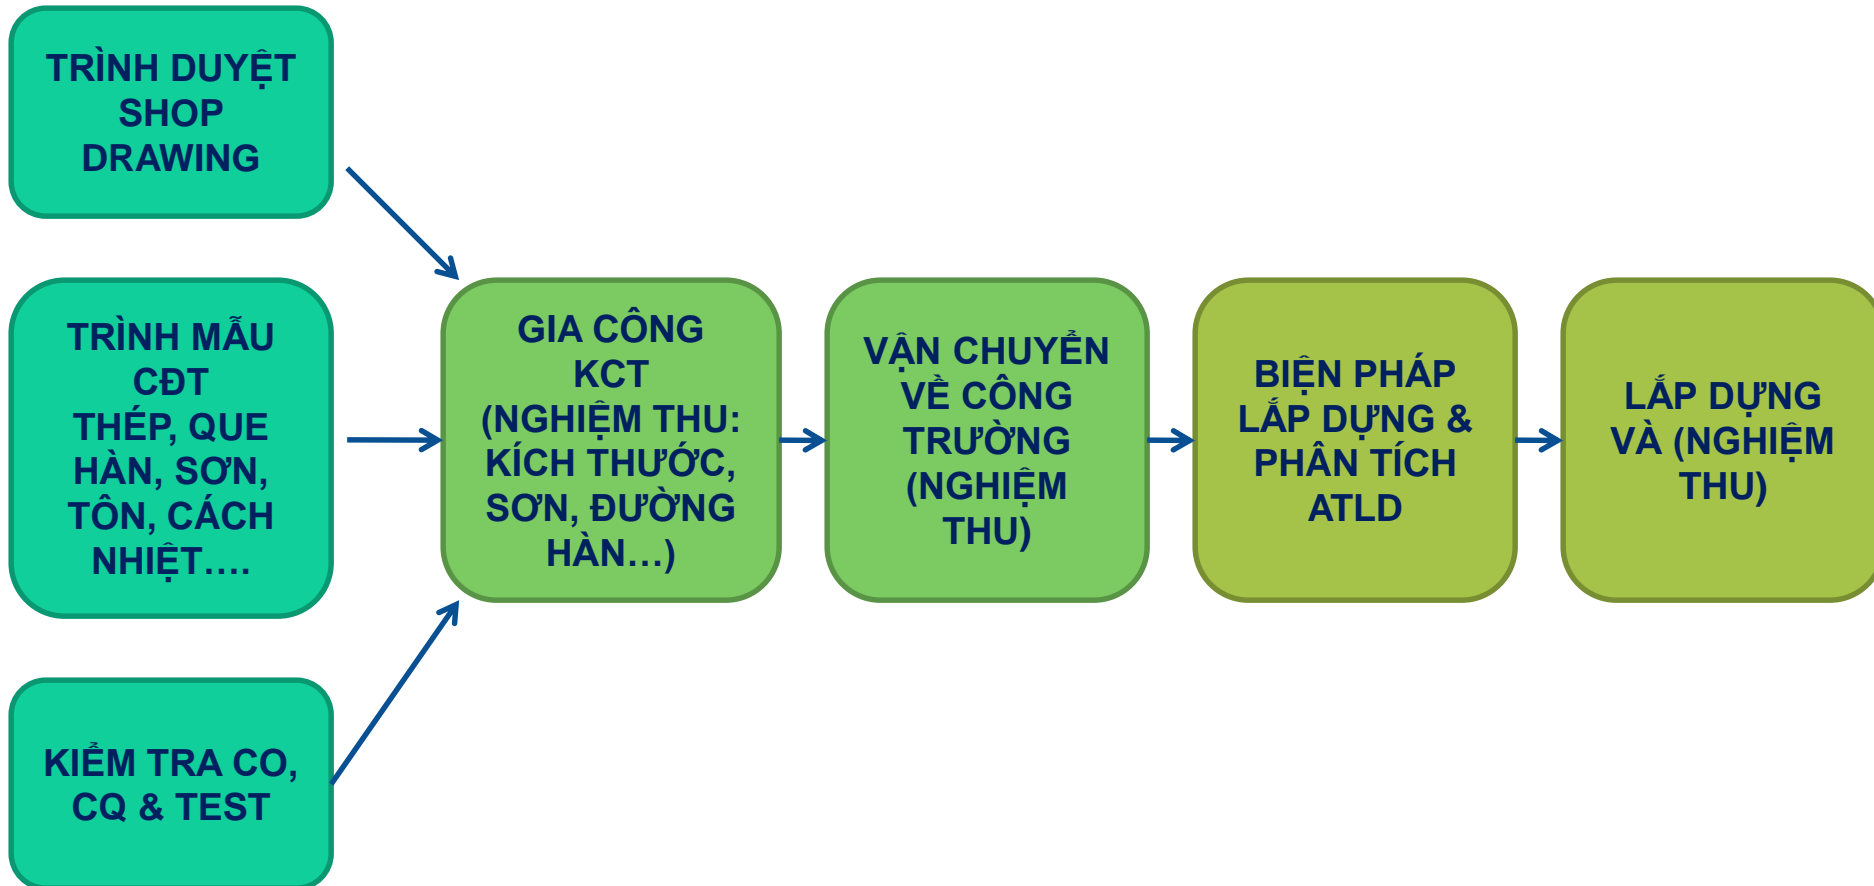 TRÌNH DUYỆT
SHOP
DRAWING
TRÌNH MẪU
CĐT
THÉP, QUE
HÀN, SƠN,
TÔN, CÁCH
NHIỆT....
KIỂM TRA CO,
CQ & TEST
GIA CÔNG
KCT
(NGHIỆM THU:
KÍCH THƯỚC,
SƠN, ĐƯỜNG
HÀN...)
VẬN CHUYỂN
VỀ CÔNG
TRƯỜNG
(NGHIỆM
THU)
BIỆN PHÁP
LẮP DỰNG &
PHÂN TÍCH
ATLD
LẮP DỰNG
VÀ (NGHIỆM
THU)